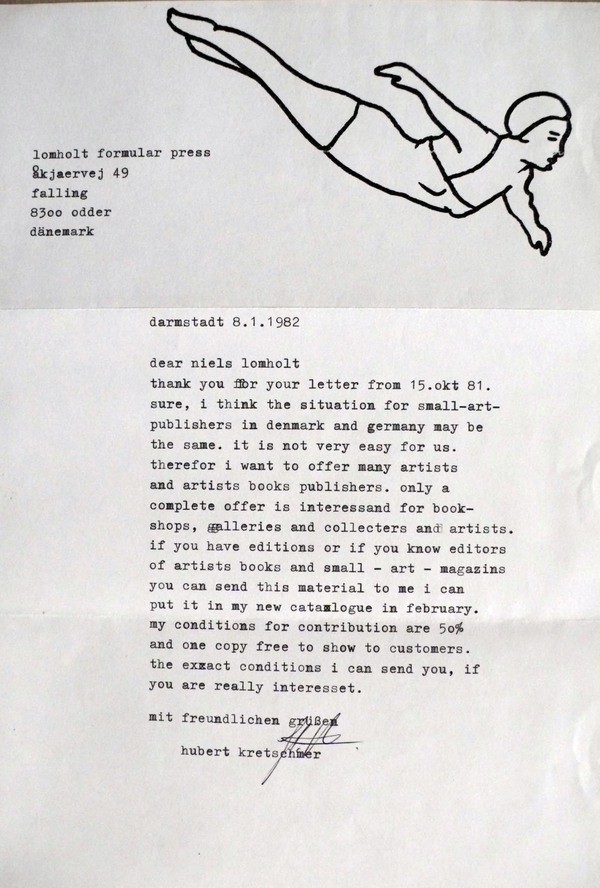 lomholt formular press
åkjaervej 49
falling
83oo odder
dänemark
darmstadt 8.1.1982
dear niels lomholt
thank you for your letter from 15.okt 81.
sure, i think the situation for small-art-
publishers in denmark and germany may be
the same. it is not very easy for us.
therefor i want to offer many artists
and artists books publishers. only a
complete offer is interessand for book-
shops, galleries and collecters and artists.
if you have editions or if you know editors
of artists books and small - art - magazins
you can send this material to me i can
put it in my new catamlogue in february.
my conditions for contribution are 5o%
and one copy free to show to customers.
the exxact conditions i can send you, if
you are really interesset.
mit freundlichen grüßen
hubert kretschmer